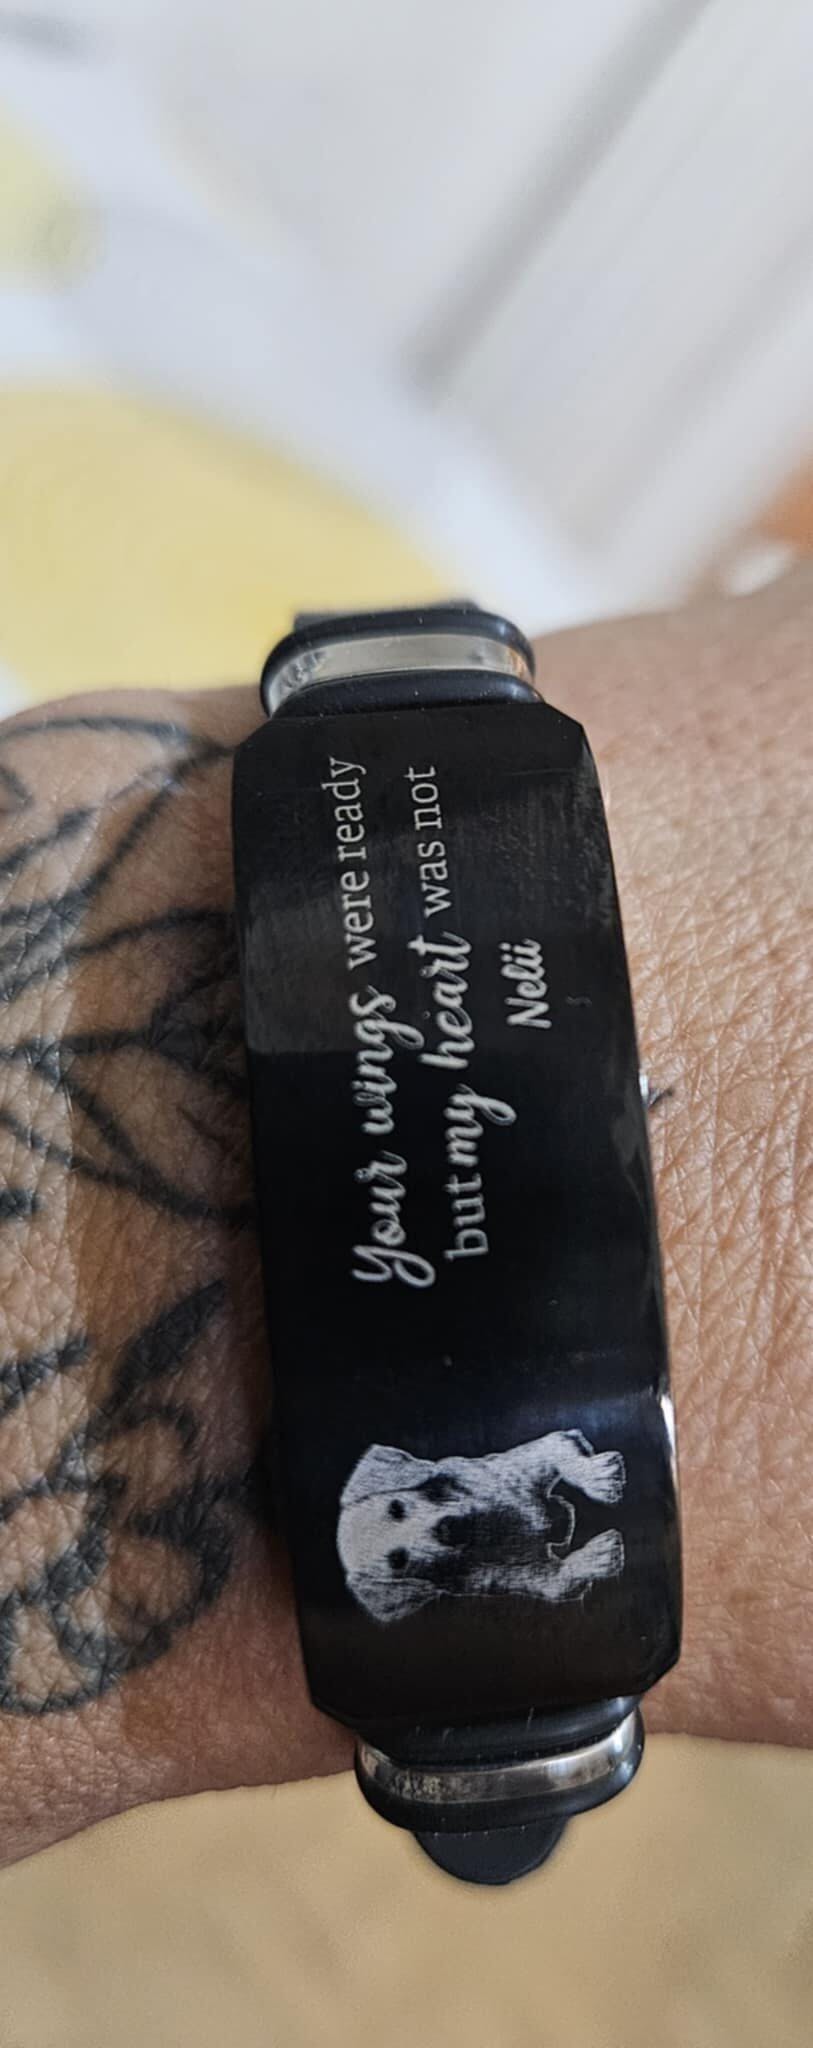 Your wings were ready
but my heart was not
Nelii